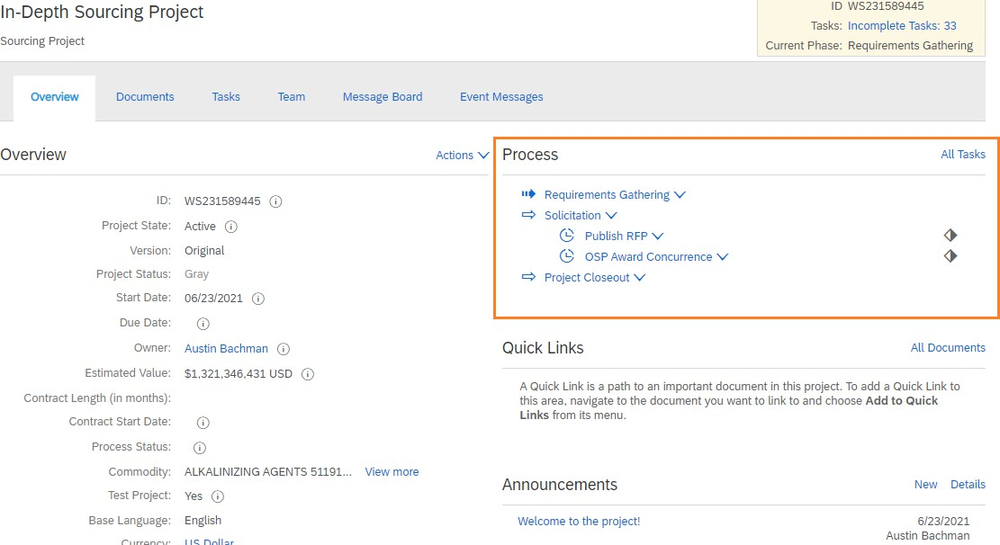 In-Depth Sourcing Project
Sourcing Project
ID WS231589445
Tasks: Incomplete Tasks: 33
Current Phase: Requirements Gathering
Overview Documents Tasks Team Message Board Event Messages
Overview Actions
ID: WS231589445
Project State: Active
Version: Original
Project Status: Gray
Start Date: 06/23/2021
Due Date:
Owner: Austin Bachman
Estimated Value: $1,321,346,431 USD
Contract Length (in months):
Contract Start Date:
Process Status:
Commodity: ALKALINIZING AGENTS 51191... View more
Test Project: Yes
Base Language: English
Currency: US Dollar
Process All Tasks
Requirements Gathering
Solicitation
Publish RFP
OSP Award Concurrence
Project Closeout
Quick Links All Documents
A Quick Link is a path to an important document in this project. To add a Quick Link to
this area, navigate to the document you want to link to and choose Add to Quick
Links from its menu.
Announcements New Details
Welcome to the project! 6/23/2021
Austin Bachman